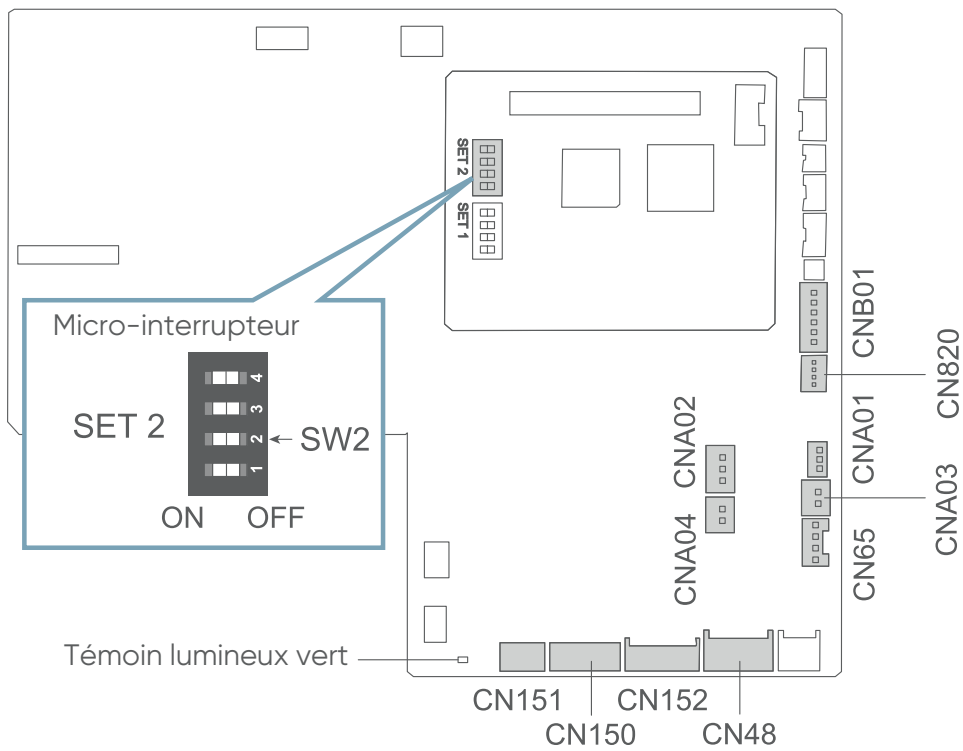 SET 2
SET 1
Micro-interrupteur
SET 2
4
3
2
1
SW2
ON OFF
CNB01
CN820
CNA02
CNA01
CNA03
CNA04
CN65
Témoin lumineux vert
CN151
CN152
CN150
CN48